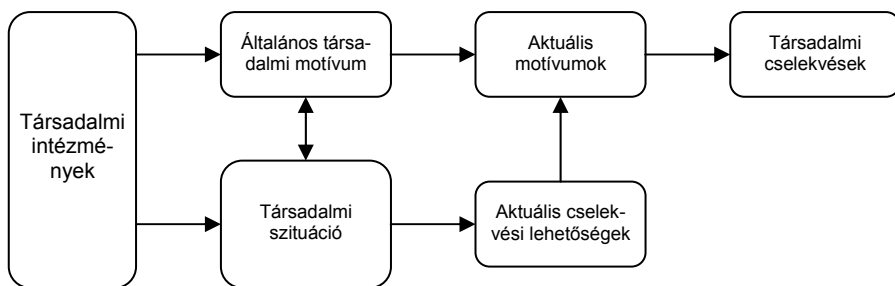 Társadalmi
intézmé-
nyek
Általános társa-
dalmi motívum
Aktuális
motívumok
Társadalmi
cselekvések
Társadalmi
szituáció
Aktuális cselek-
vési lehetőségek